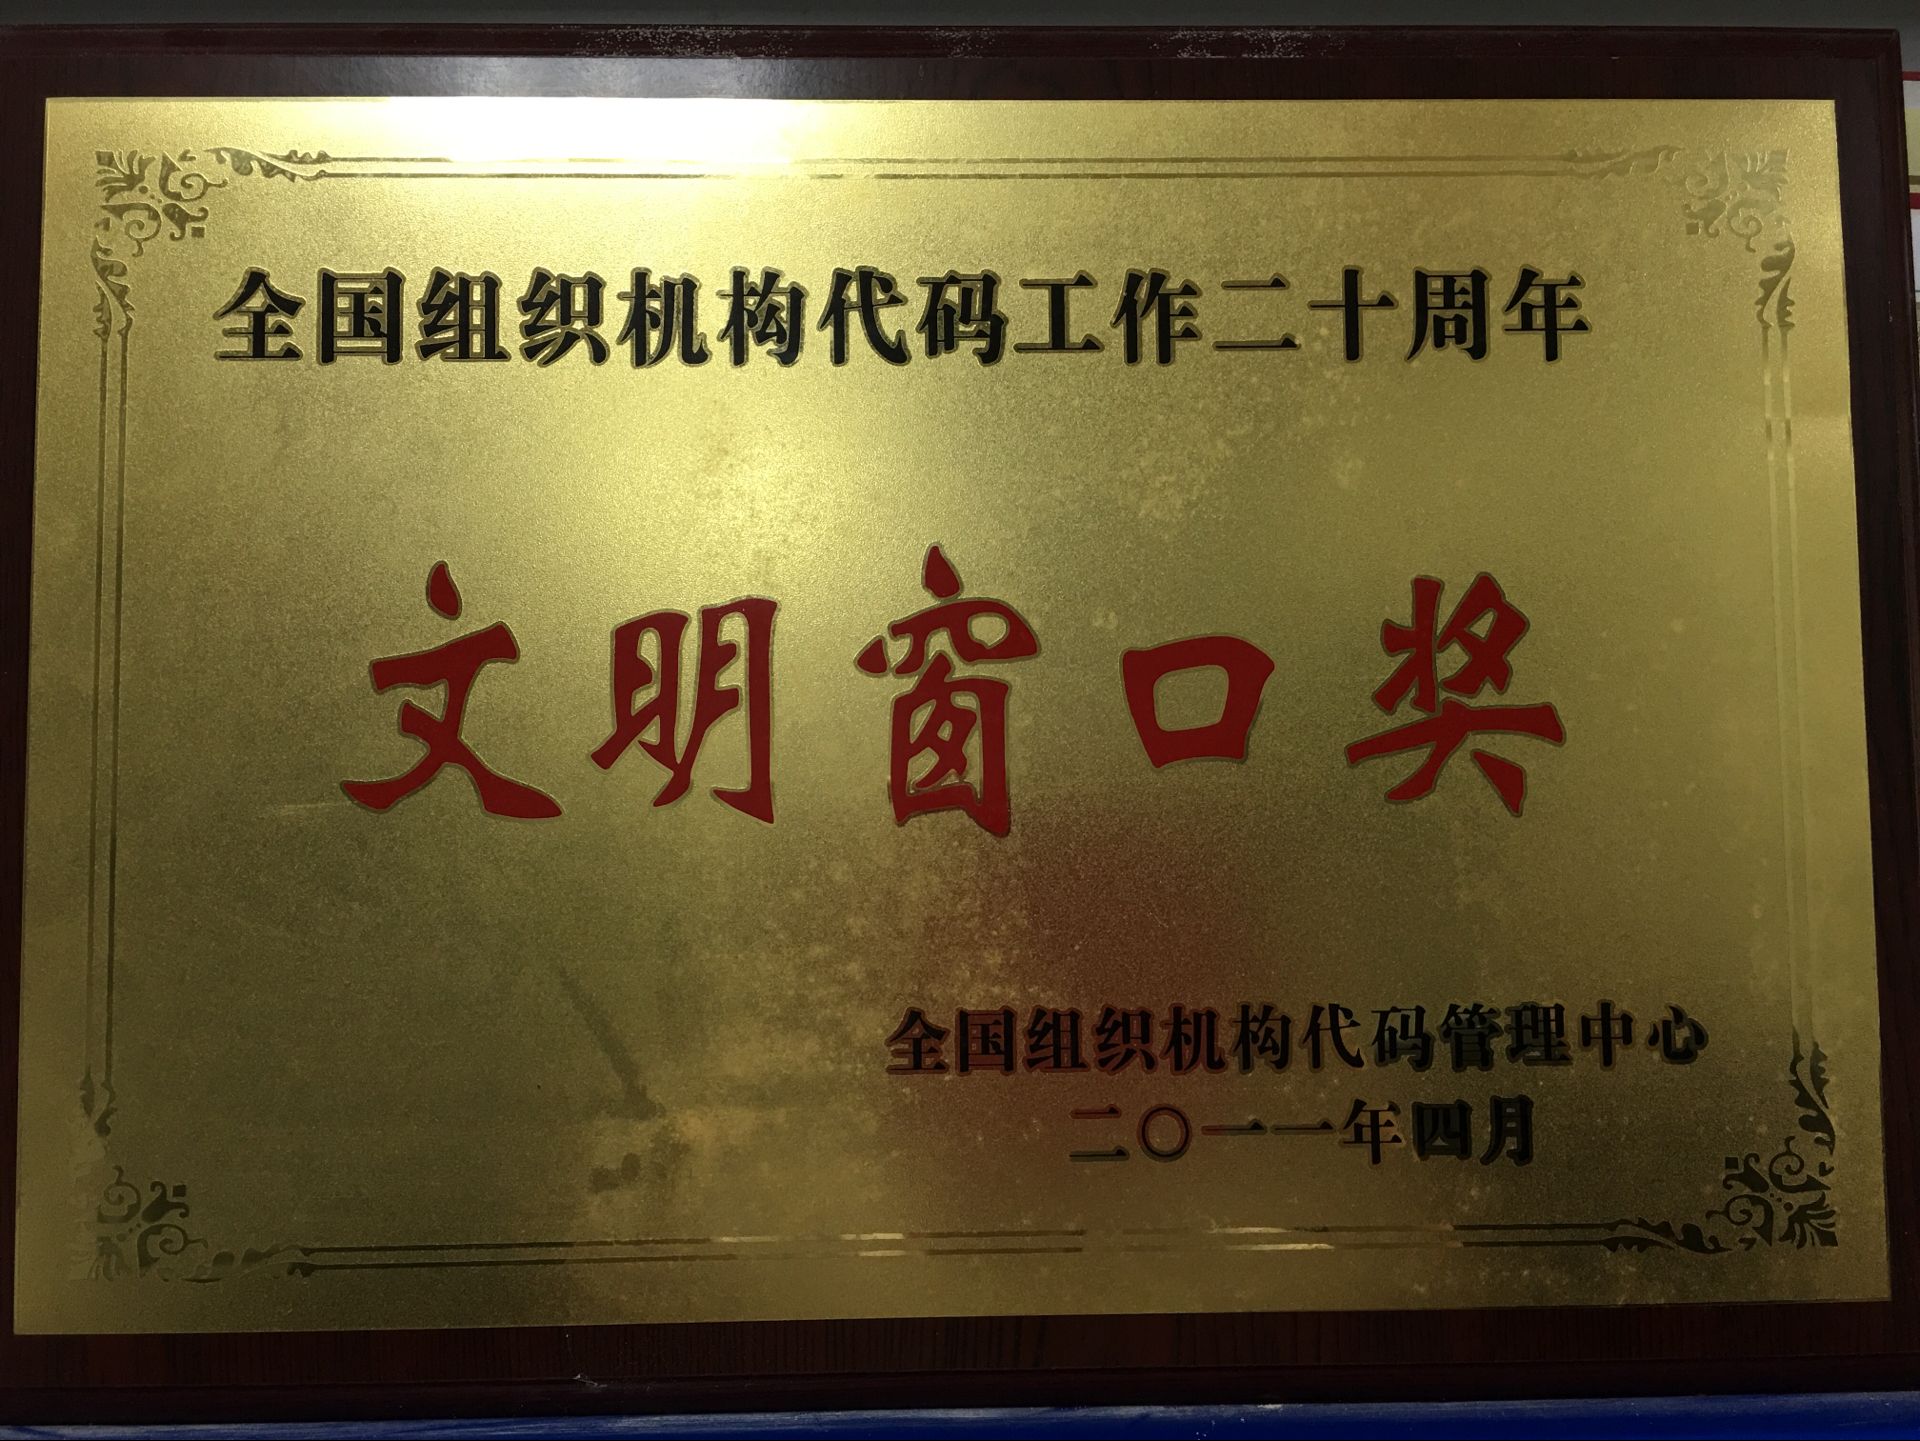 全国组织机构代码工作二十周年
文明窗口奖
全国组织机构代码管理中心
二〇一一年四月